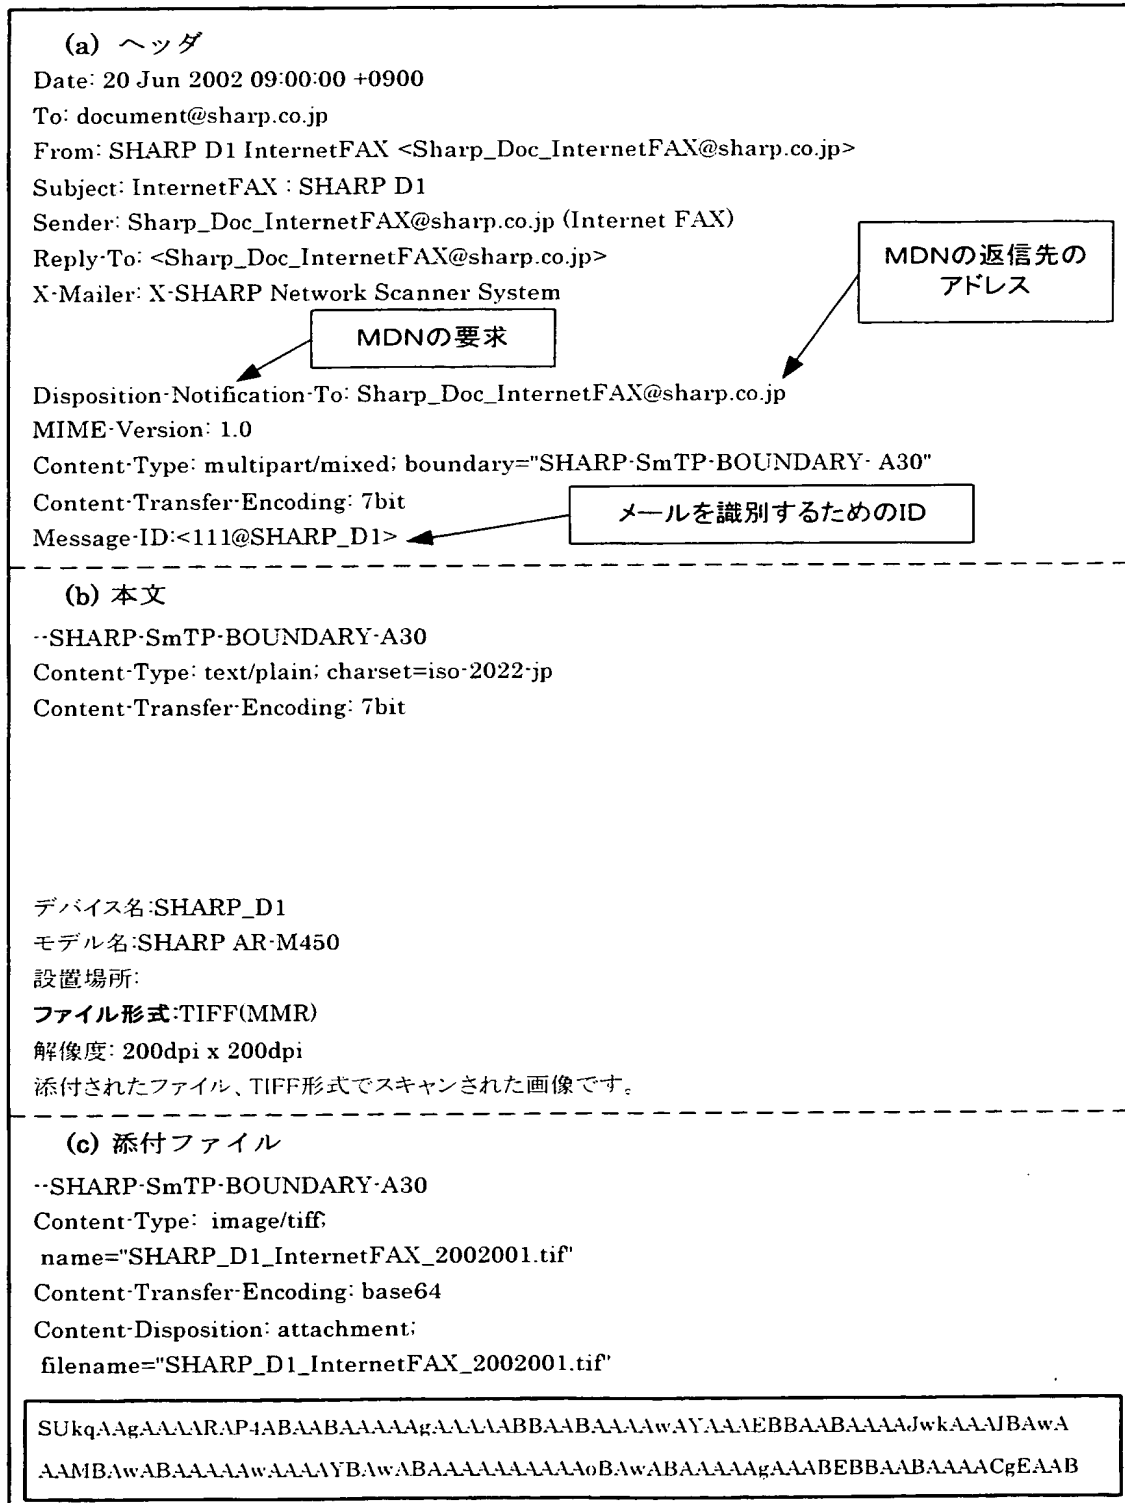 (a) ヘッダ
Date: 20 Jun 2002 09:00:00 +0900
To: document@sharp.co.jp
From: SHARP D1 InternetFAX <Sharp_Doc_InternetFAX@sharp.co.jp>
Subject: InternetFAX : SHARP D1
Sender: Sharp_Doc_InternetFAX@sharp.co.jp (Internet FAX)
Reply-To: <Sharp_Doc_InternetFAX@sharp.co.jp>
X-Mailer: X-SHARP Network Scanner System
MDNの返信先の
アドレス
MDNの要求
Disposition-Notification-To: Sharp_Doc_InternetFAX@sharp.co.jp
MIME-Version: 1.0
Content-Type: multipart/mixed; boundary="SHARP-SmTP-BOUNDARY- A30"
Content-Transfer-Encoding: 7bit
メールを識別するためのID
Message-ID:<111@SHARP_D1>
(b) 本文
--SHARP-SmTP-BOUNDARY-A30
Content-Type: text/plain; charset=iso-2022-jp
Content-Transfer-Encoding: 7bit
デバイス名:SHARP_D1
モデル名:SHARP AR-M450
設置場所:
ファイル形式:TIFF(MMR)
解像度: 200dpi x 200dpi
添付されたファイル、TIFF形式でスキャンされた画像です。
(c) 添付ファイル
--SHARP-SmTP-BOUNDARY-A30
Content-Type: image/tiff;
name="SHARP_D1_InternetFAX_2002001.tif"
Content-Transfer-Encoding: base64
Content-Disposition: attachment;
filename="SHARP_D1_InternetFAX_2002001.tif"
SUkqAAgAAAARAP4ABAABAAAAAgAAAAABBAABAAAAwAYAAAEBBAABAAAAJwkAAAIBAwA
AAMBAwABAAAAAwAAAAYBAwABAAAAAAAAAAoBAwABAAAAAgAAABEBBAABAAAACgEAAB